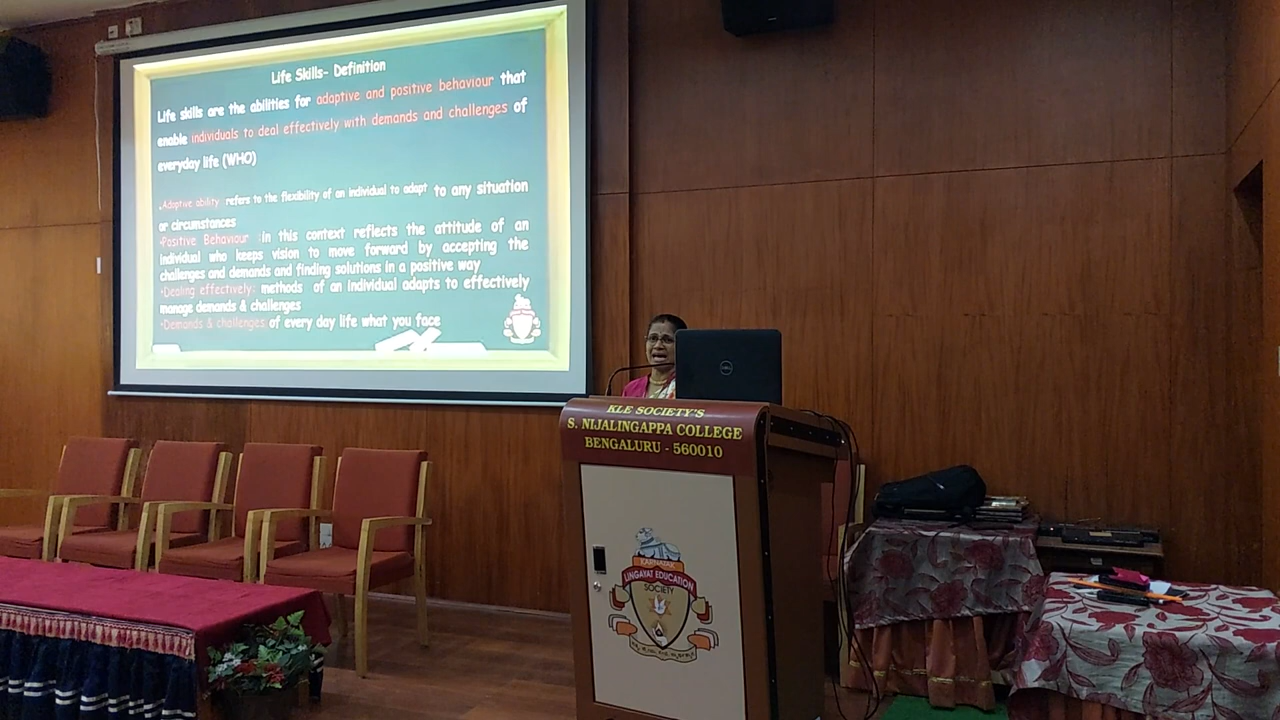 Life Skills- Definition
Life skills are the abilities for adaptive and positive behaviour that
enable individuals to deal effectively with demands and challenges of
everyday life (WHO)
•Adaptive ability: refers to the flexibility of an individual to adapt to any situation
or circumstances
•Positive Behaviour :In this context reflects the attitude of an
individual who keeps vision to move forward by accepting the
challenges and demands and finding solutions in a positive way
•Dealing effectively: methods of an individual adapts to effectively
manage demands & challenges
•Demands & challenges of every day life what you face
DELL
KLE SOCIETY'S
S. NIJALINGAPPA COLLEGE
BENGALURU - 560010
KARNATAK
LINGAYAT EDUCATION
SOCIETY